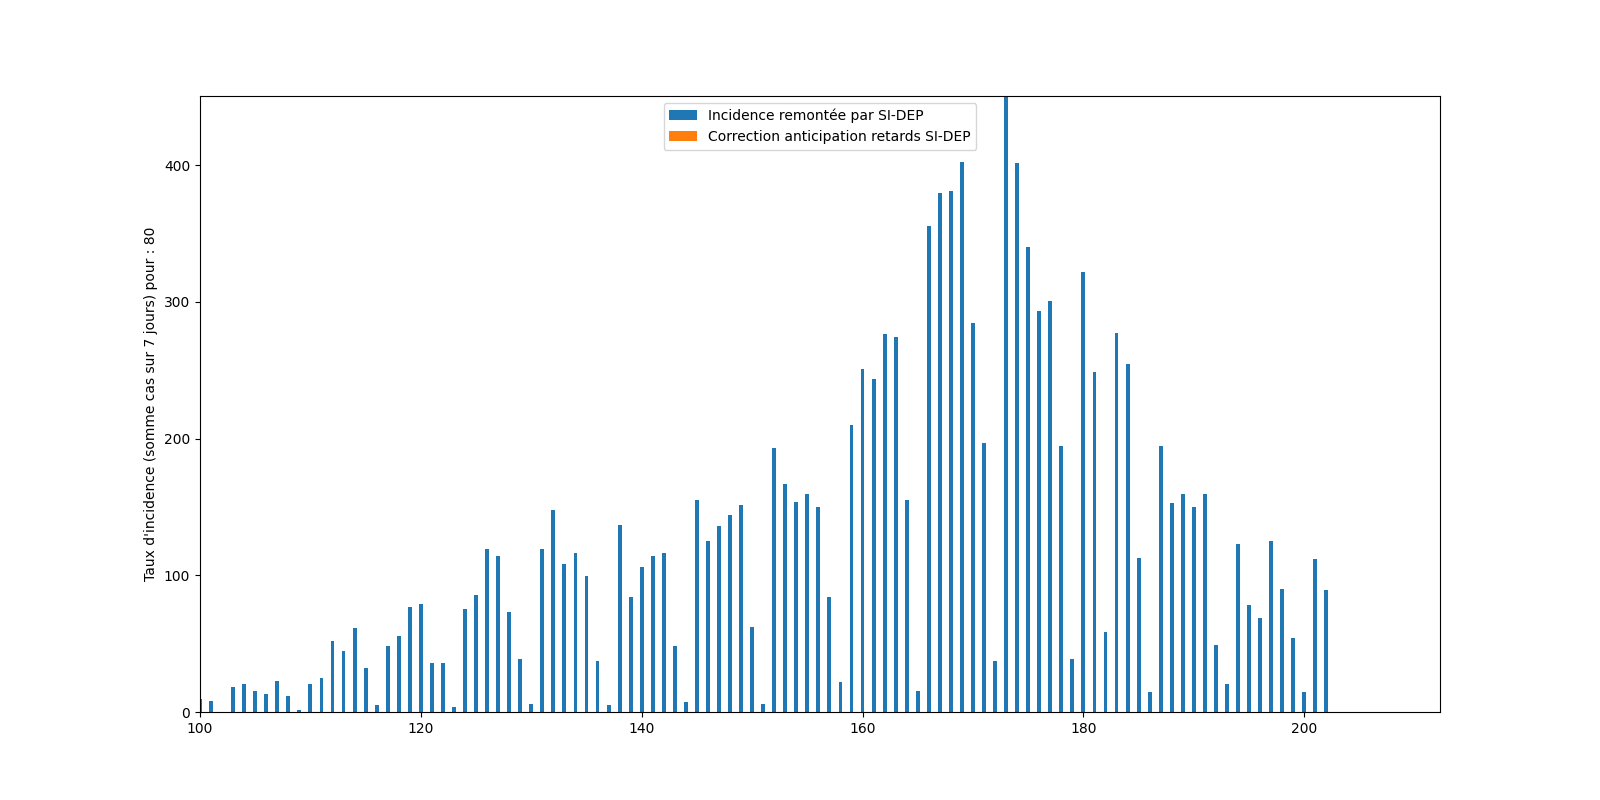 Incidence remontée par SI-DEP
Correction anticipation retards SI-DEP
Taux d'incidence (somme cas sur 7 jours) pour : 80
400
300
200
100
0
100 120 140 160 180 200